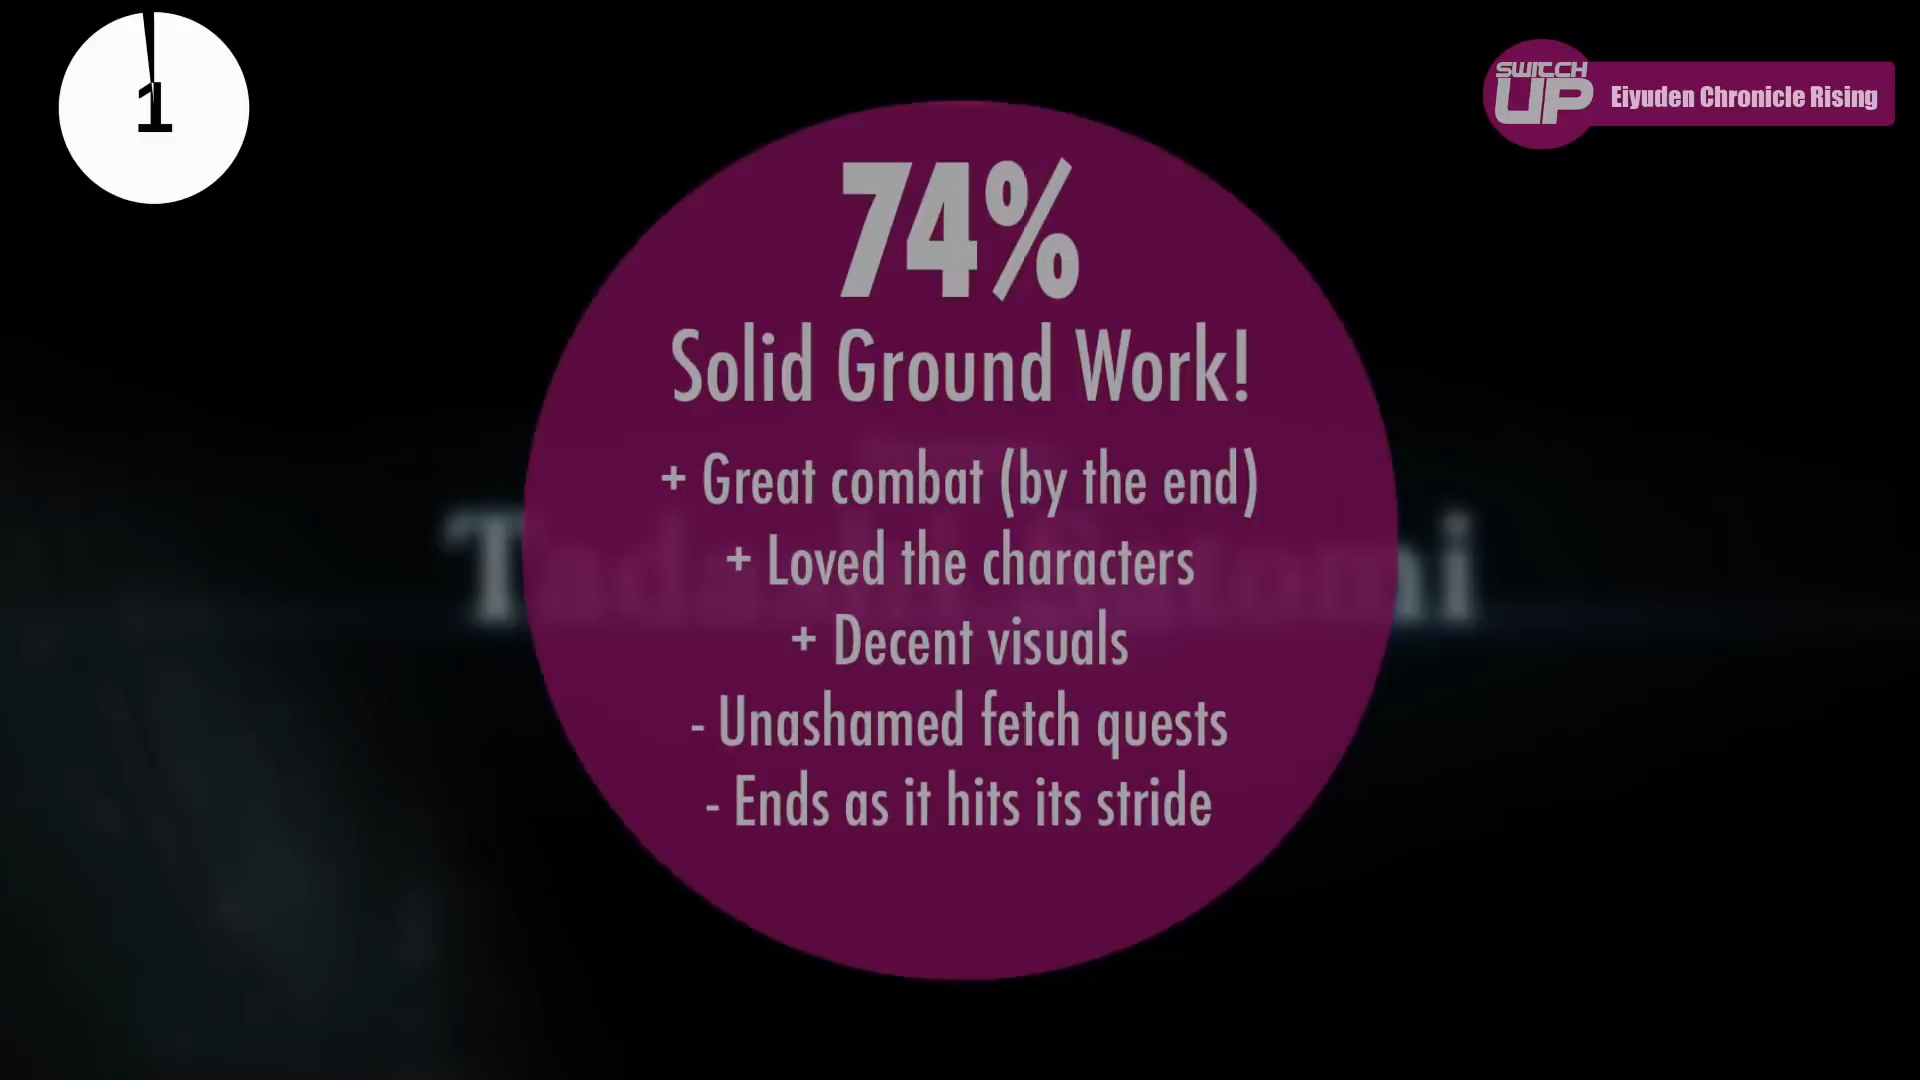 1
SWITCH
UP
Eiyuden Chronicle Rising
74%
Solid Ground Work!
+ Great combat (by the end)
+ Loved the characters
+ Decent visuals
- Unashamed fetch quests
- Ends as it hits its stride